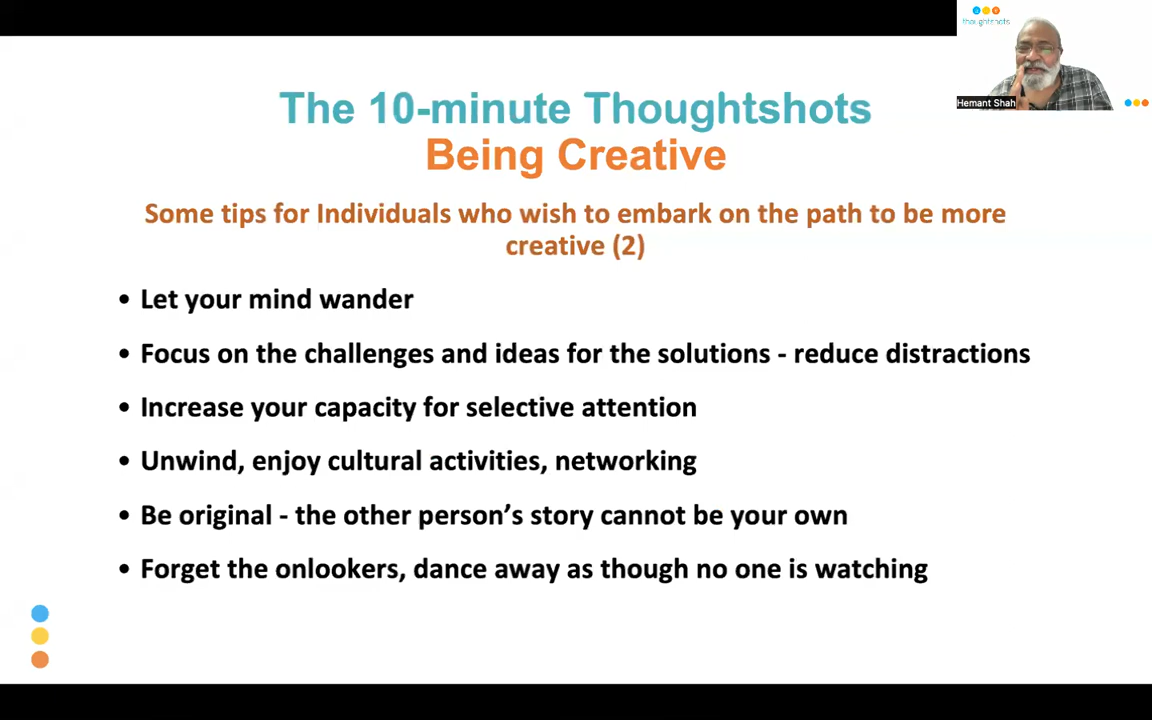 thoughtshots
Hemant Shah
The 10-minute Thoughtshots
Being Creative
Some tips for Individuals who wish to embark on the path to be more
creative (2)
• Let your mind wander
• Focus on the challenges and ideas for the solutions - reduce distractions
• Increase your capacity for selective attention
• Unwind, enjoy cultural activities, networking
• Be original - the other person’s story cannot be your own
• Forget the onlookers, dance away as though no one is watching